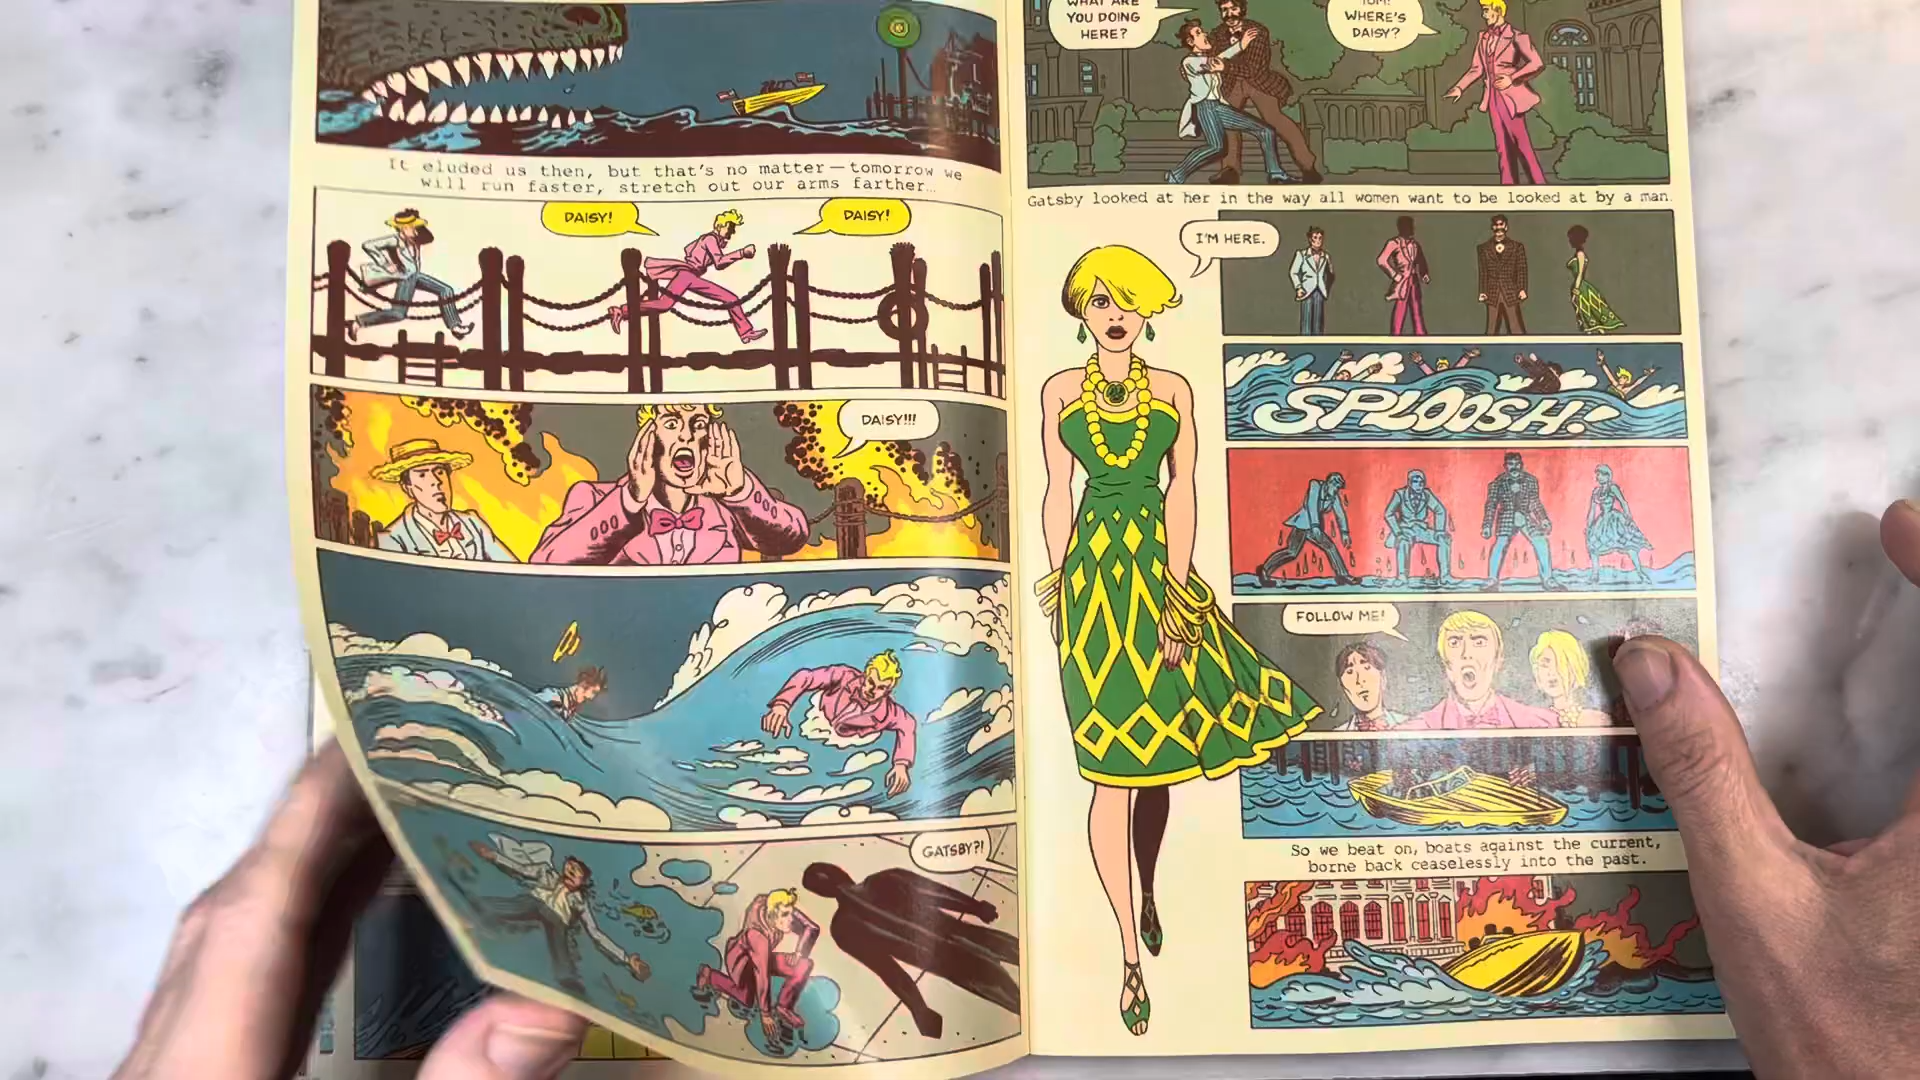 It eluded us then, but that's no matter — tomorrow we
will run faster, stretch out our arms farther...
DAISY!
DAISY!
DAISY!!!
GATSBY?!
WHAT ARE
YOU DOING
HERE?
TOM!
WHERE'S
DAISY?
Gatsby looked at her in the way all women want to be looked at by a man.
I'M HERE.
SPLOOSH!
FOLLOW ME!
So we beat on, boats against the current,
borne back ceaselessly into the past.